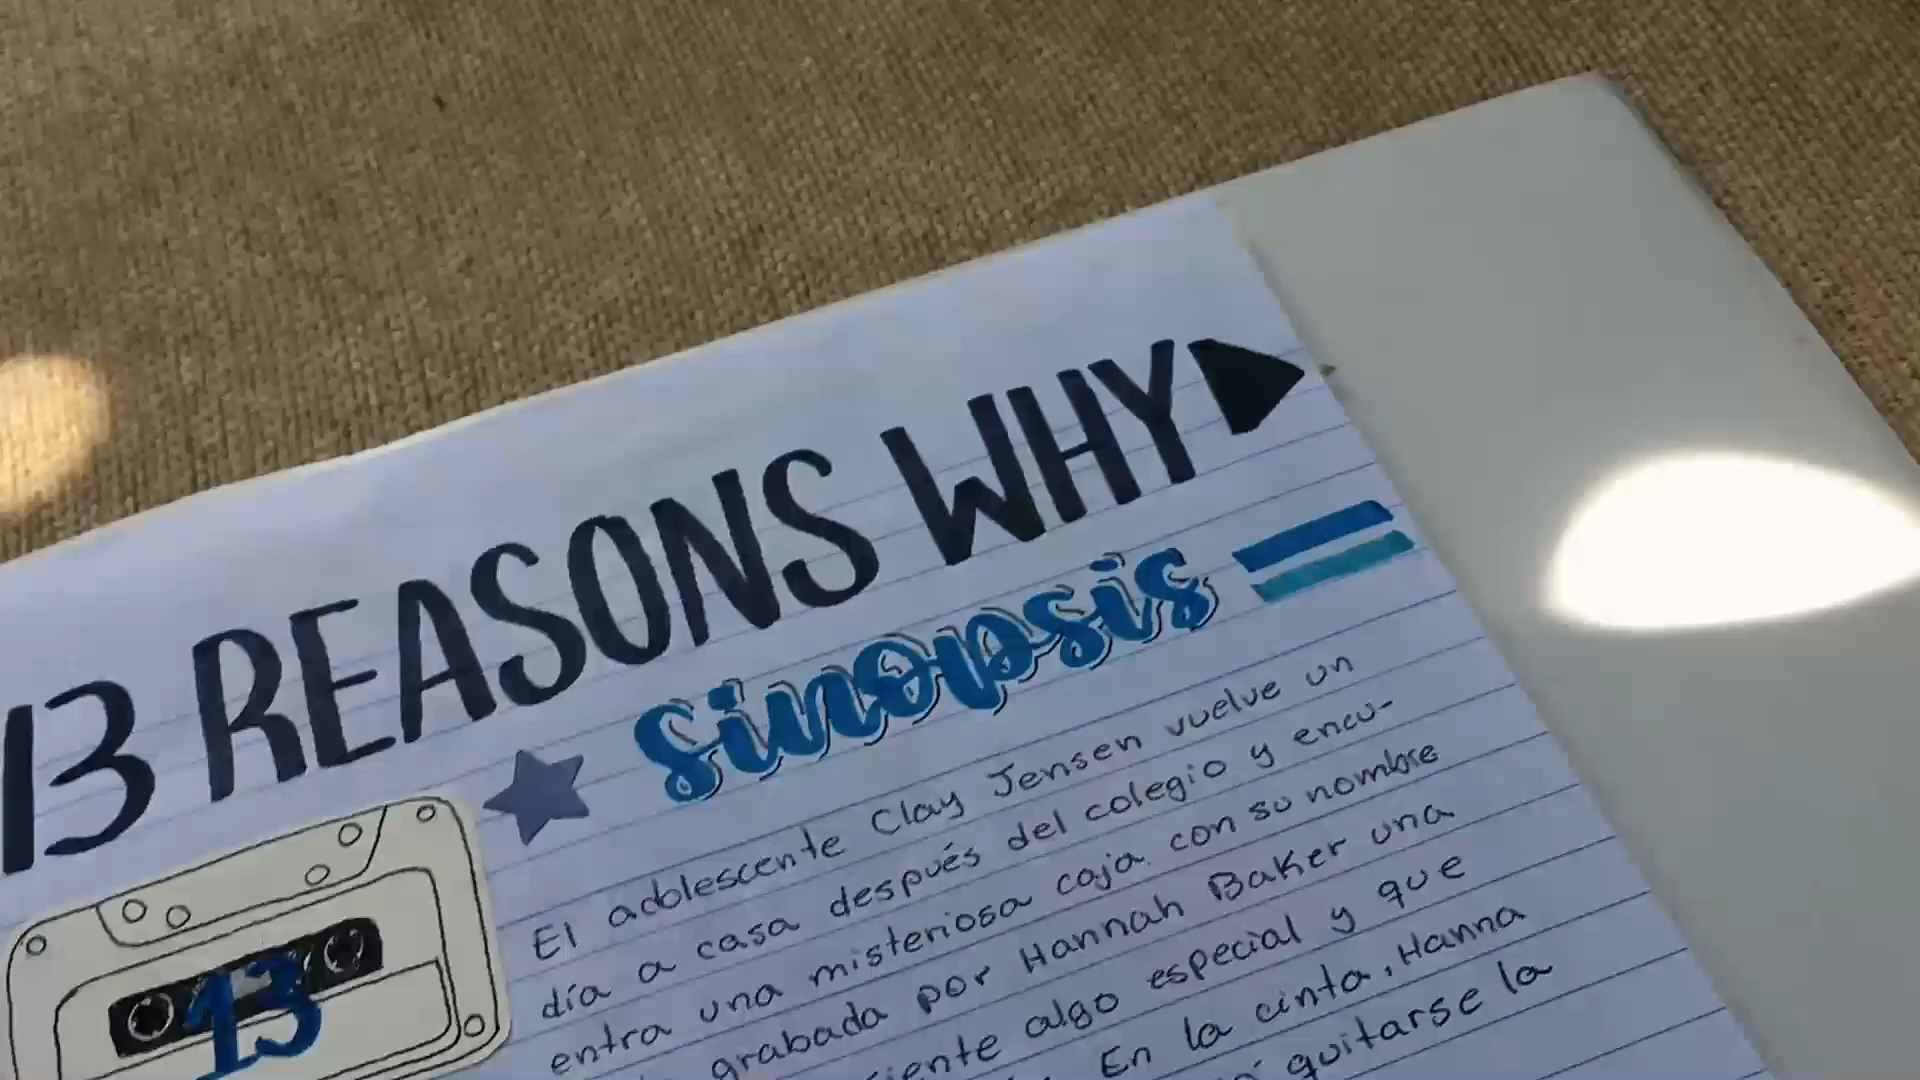 13 REASONS WHY
sinopsis
El adolescente Clay Jensen vuelve un
día a casa después del colegio y encu-
entra una misteriosa caja con su nombre
grabada por Hannah Baker una
siente algo especial y que
En la cinta, Hanna
quitarse la
13